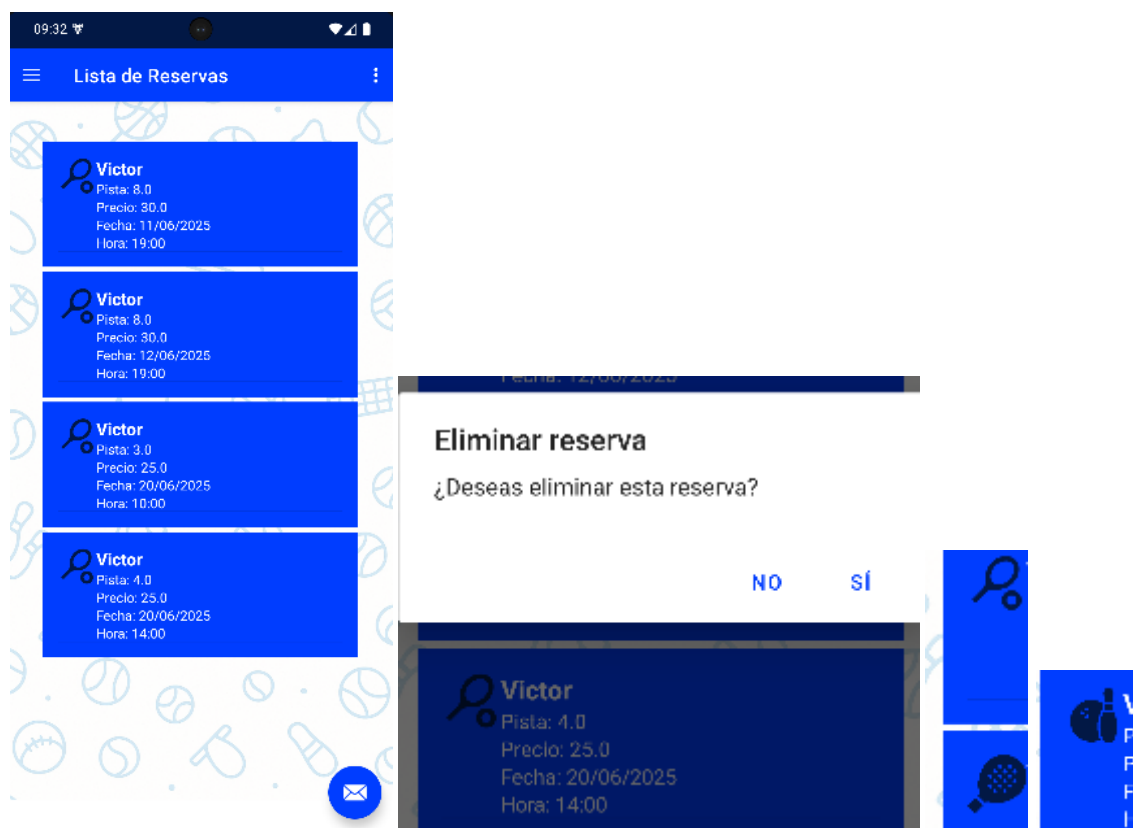 09:32
Lista de Reservas
Victor
Pista: 8.0
Precio: 30.0
Fecha: 11/06/2025
Hora: 19:00
Victor
Pista: 8.0
Precio: 30.0
Fecha: 12/06/2025
Hora: 19:00
Victor
Pista: 3.0
Precio: 25.0
Fecha: 20/06/2025
Hora: 10:00
Victor
Pista: 4.0
Precio: 25.0
Fecha: 20/06/2025
Hora: 14:00
Fecha: 12/06/2025
Eliminar reserva
¿Deseas eliminar esta reserva?
NO SÍ
Victor
Pista: 4.0
Precio: 25.0
Fecha: 20/06/2025
Hora: 14:00